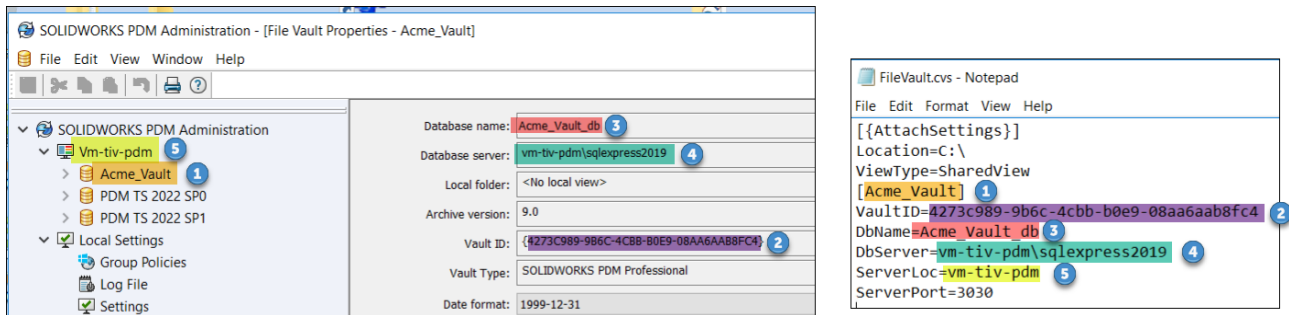 SOLIDWORKS PDM Administration - [File Vault Properties - Acme_Vault]
File Edit View Window Help
SOLIDWORKS PDM Administration
Vm-tiv-pdm 5
Acme_Vault 1
PDM TS 2022 SP0
PDM TS 2022 SP1
Local Settings
Group Policies
Log File
Settings
Database name: Acme_Vault_db 3
Database server: vm-tiv-pdm\sqlexpress2019 4
Local folder: <No local view>
Archive version: 9.0
Vault ID: {4273C989-9B6C-4CBB-B0E9-08AA6AAB8FC4} 2
Vault Type: SOLIDWORKS PDM Professional
Date format: 1999-12-31
FileVault.cvs - Notepad
File Edit Format View Help
[{AttachSettings}]
Location=C:\
ViewType=SharedView
[Acme_Vault] 1
VaultID=4273c989-9b6c-4cbb-b0e9-08aa6aab8fc4 2
DbName=Acme_Vault_db 3
DbServer=vm-tiv-pdm\sqlexpress2019 4
ServerLoc=vm-tiv-pdm 5
ServerPort=3030